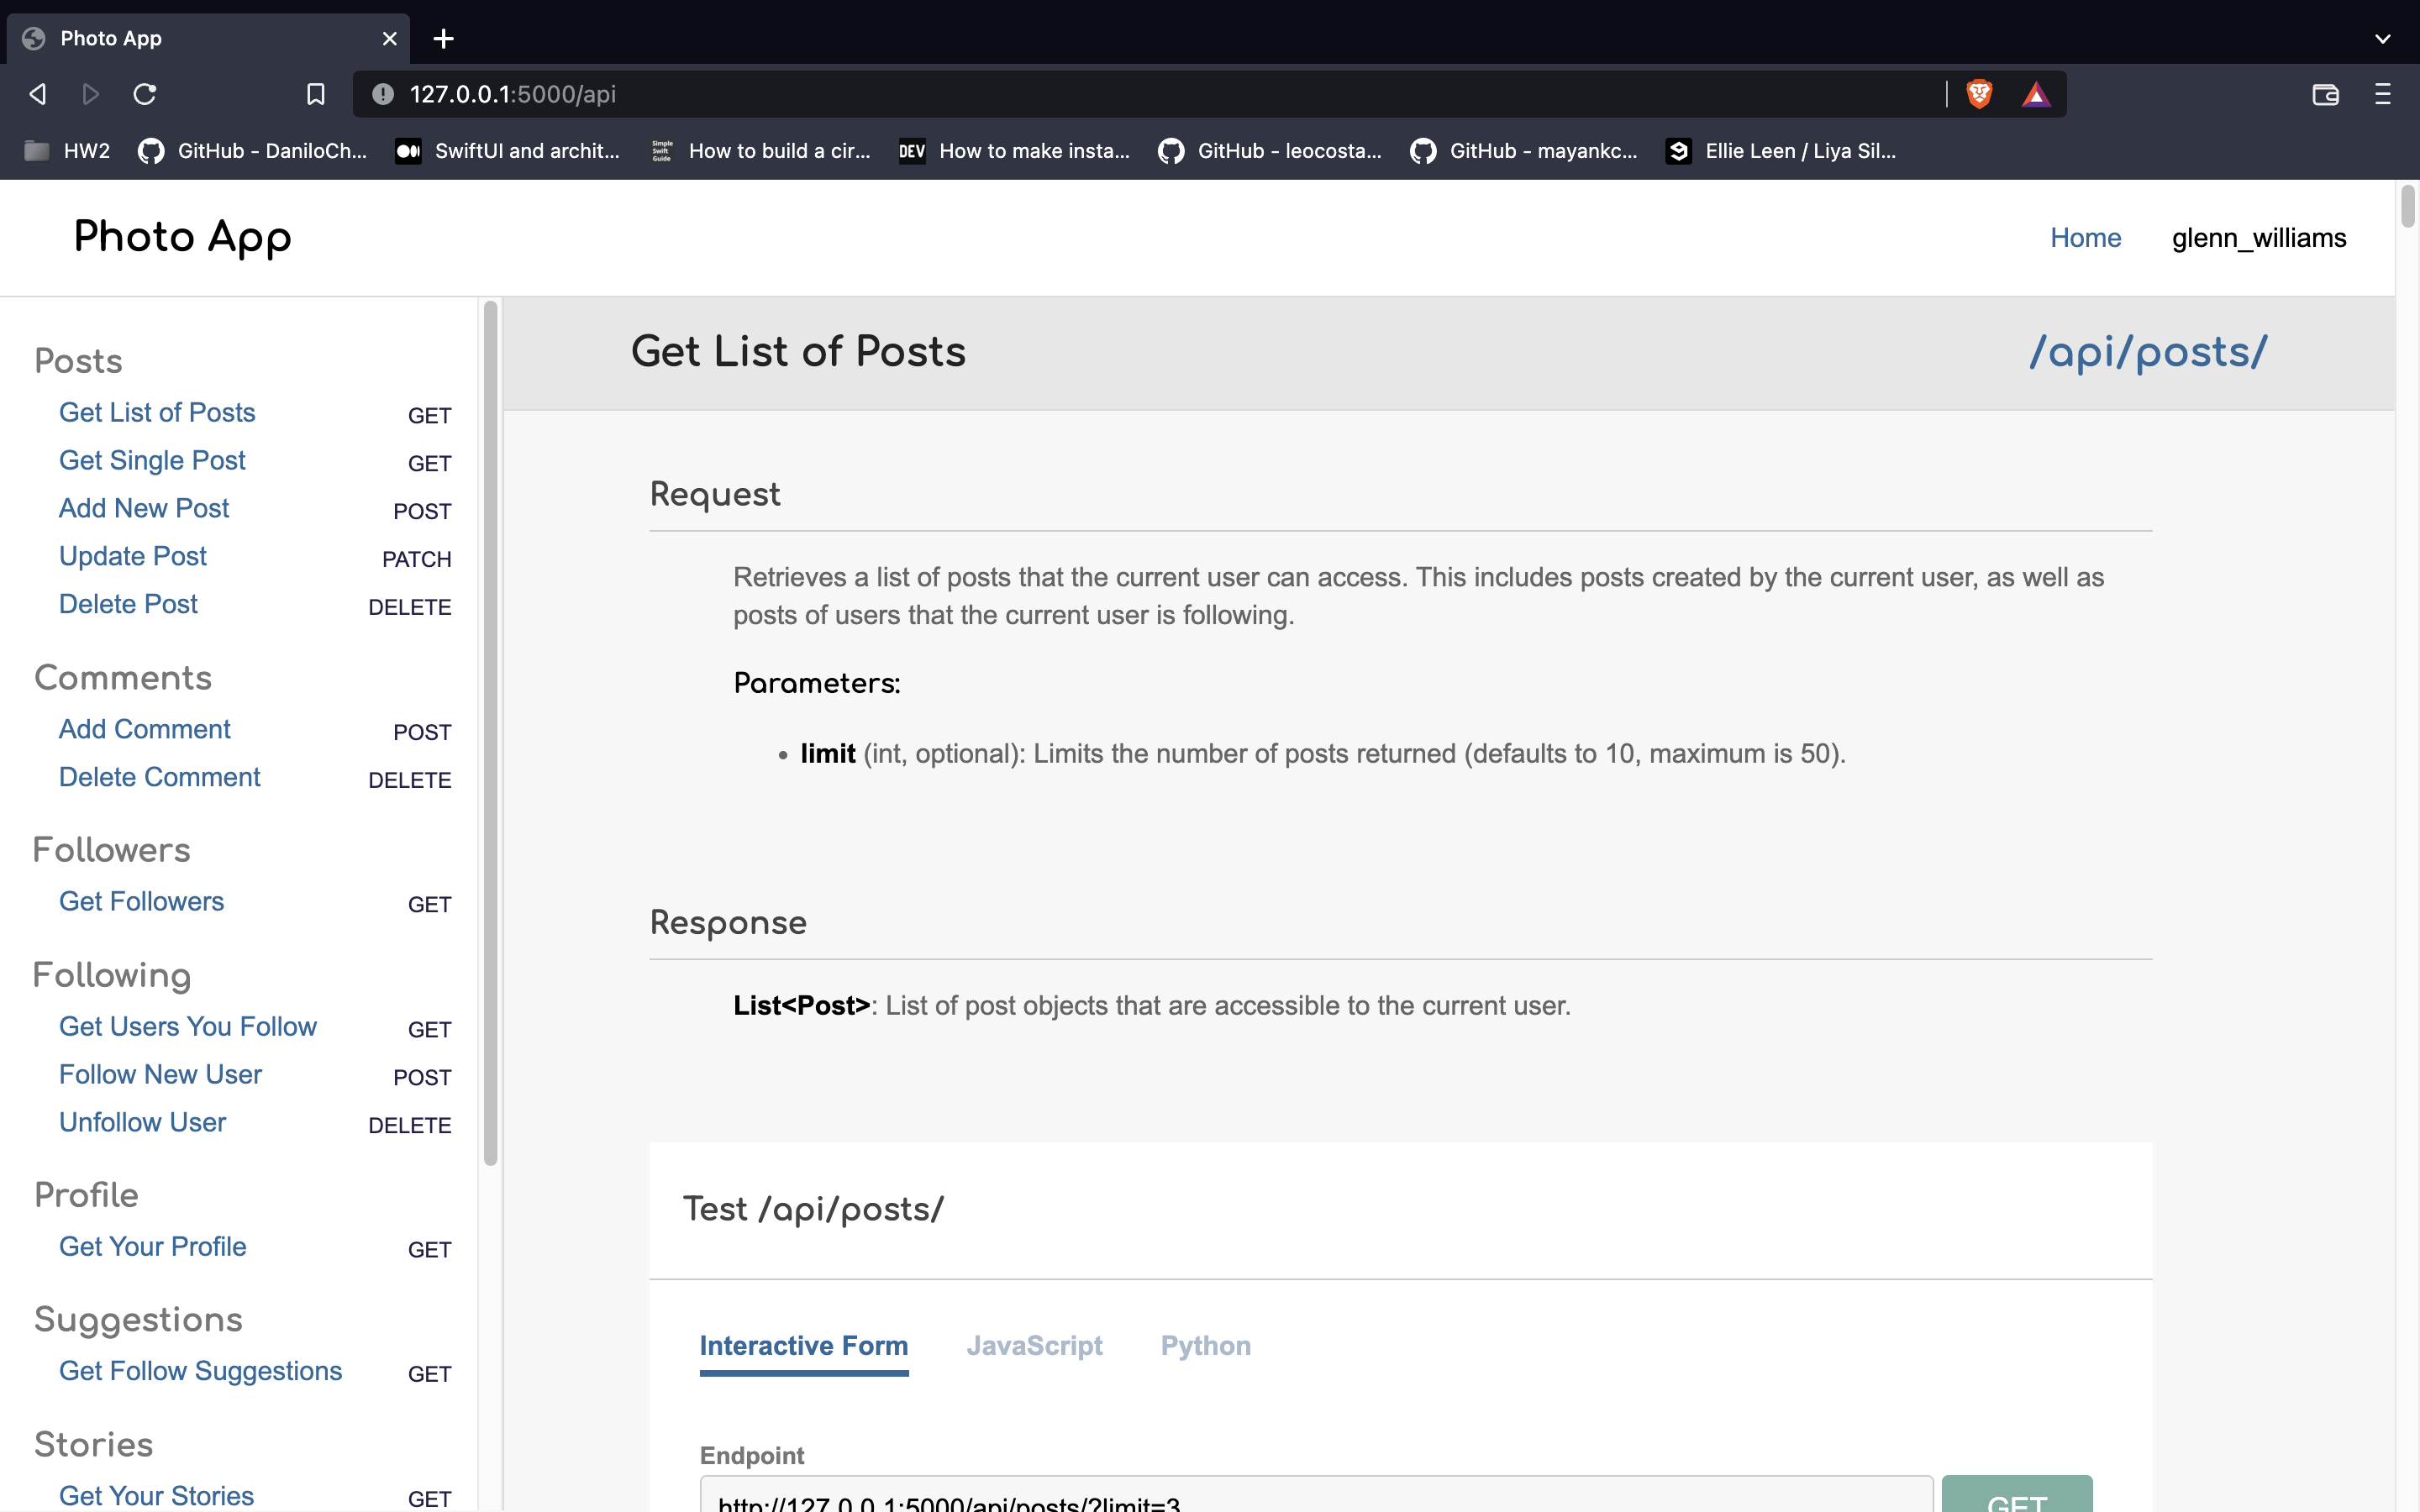 Photo App
127.0.0.1:5000/api
HW2
GitHub - DaniloCh...
SwiftUI and archit...
Simple Swift Guide
How to build a cir...
DEV
How to make insta...
GitHub - leocosta...
GitHub - mayankc...
Ellie Leen / Liya Sil...
Photo App
Home
glenn_williams
Posts
Get List of Posts GET
Get Single Post GET
Add New Post POST
Update Post PATCH
Delete Post DELETE
Comments
Add Comment POST
Delete Comment DELETE
Followers
Get Followers GET
Following
Get Users You Follow GET
Follow New User POST
Unfollow User DELETE
Profile
Get Your Profile GET
Suggestions
Get Follow Suggestions GET
Stories
Get Your Stories GET
Get List of Posts
/api/posts/
Request
Retrieves a list of posts that the current user can access. This includes posts created by the current user, as well as
posts of users that the current user is following.
Parameters:
• limit (int, optional): Limits the number of posts returned (defaults to 10, maximum is 50).
Response
List<Post>: List of post objects that are accessible to the current user.
Test /api/posts/
Interactive Form
JavaScript
Python
Endpoint
http://127.0.0.1:5000/api/posts/?limit=3
GET